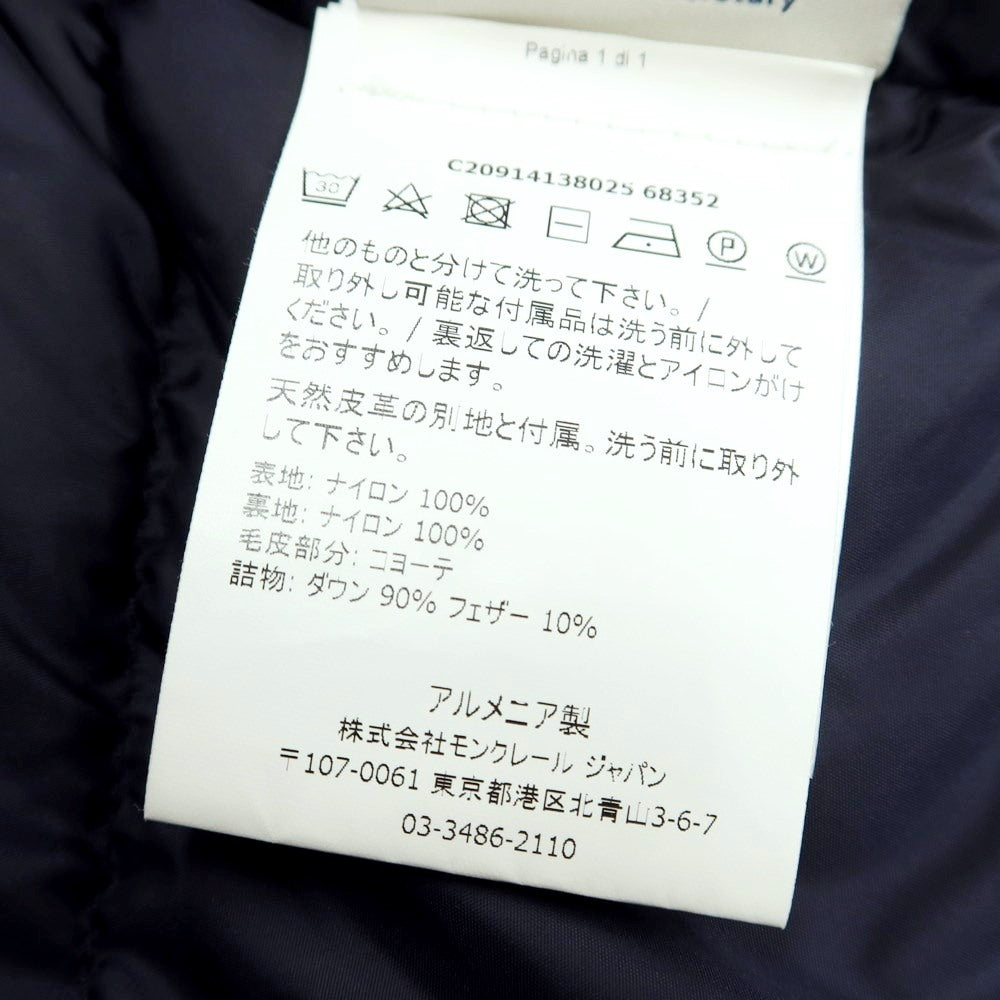 Pagina 1 di 1
C20914138025 68352
30
P
W
他のものと分けて洗って下さい。/
取り外し可能な付属品は洗う前に外して
ください。/ 裏返しての洗濯とアイロンがけ
をおすすめします。
天然皮革の別地と付属。洗う前に取り外
して下さい。
表地: ナイロン 100%
裏地: ナイロン 100%
毛皮部分: コヨーテ
詰物: ダウン 90% フェザー 10%
アルメニア製
株式会社モンクレール ジャパン
〒107-0061 東京都港区北青山3-6-7
03-3486-2110